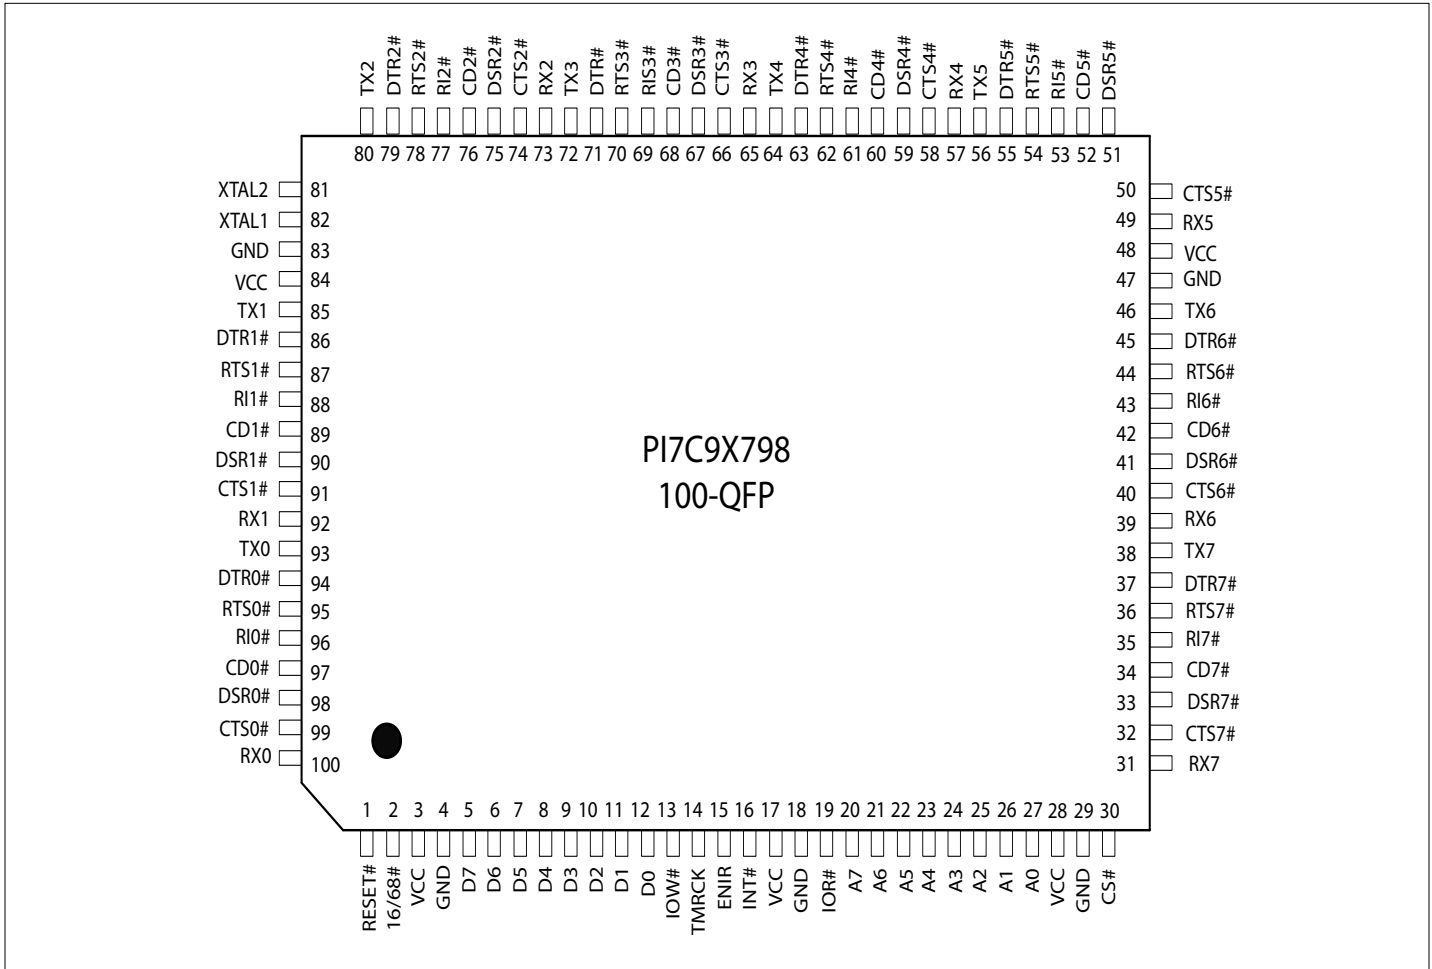 TX2 DTR2# RTS2# RI2# CD2# DSR2# CTS2# RX2 TX3 DTR# RTS3# RIS3# CD3# DSR3# CTS3# RX3 TX4 DTR4# RTS4# RI4# CD4# DSR4# CTS4# RX4 TX5 DTR5# RTS5# RI5# CD5# DSR5#
80 79 78 77 76 75 74 73 72 71 70 69 68 67 66 65 64 63 62 61 60 59 58 57 56 55 54 53 52 51
XTAL2 81 50 CTS5#
XTAL1 82 49 RX5
GND 83 48 VCC
VCC 84 47 GND
TX1 85 46 TX6
DTR1# 86 45 DTR6#
RTS1# 87 44 RTS6#
RI1# 88 43 RI6#
CD1# 89 42 CD6#
PI7C9X798
DSR1# 90 41 DSR6#
100-QFP
CTS1# 91 40 CTS6#
RX1 92 39 RX6
TX0 93 38 TX7
DTR0# 94 37 DTR7#
RTS0# 95 36 RTS7#
RI0# 96 35 RI7#
CD0# 97 34 CD7#
DSR0# 98 33 DSR7#
CTS0# 99 32 CTS7#
RX0 100 31 RX7
1 2 3 4 5 6 7 8 9 10 11 12 13 14 15 16 17 18 19 20 21 22 23 24 25 26 27 28 29 30
RESET# 16/68# VCC GND D7 D6 D5 D4 D3 D2 D1 D0 IOW# TMRCK ENIR INT# VCC GND IOR# A7 A6 A5 A4 A3 A2 A1 A0 VCC GND CS#